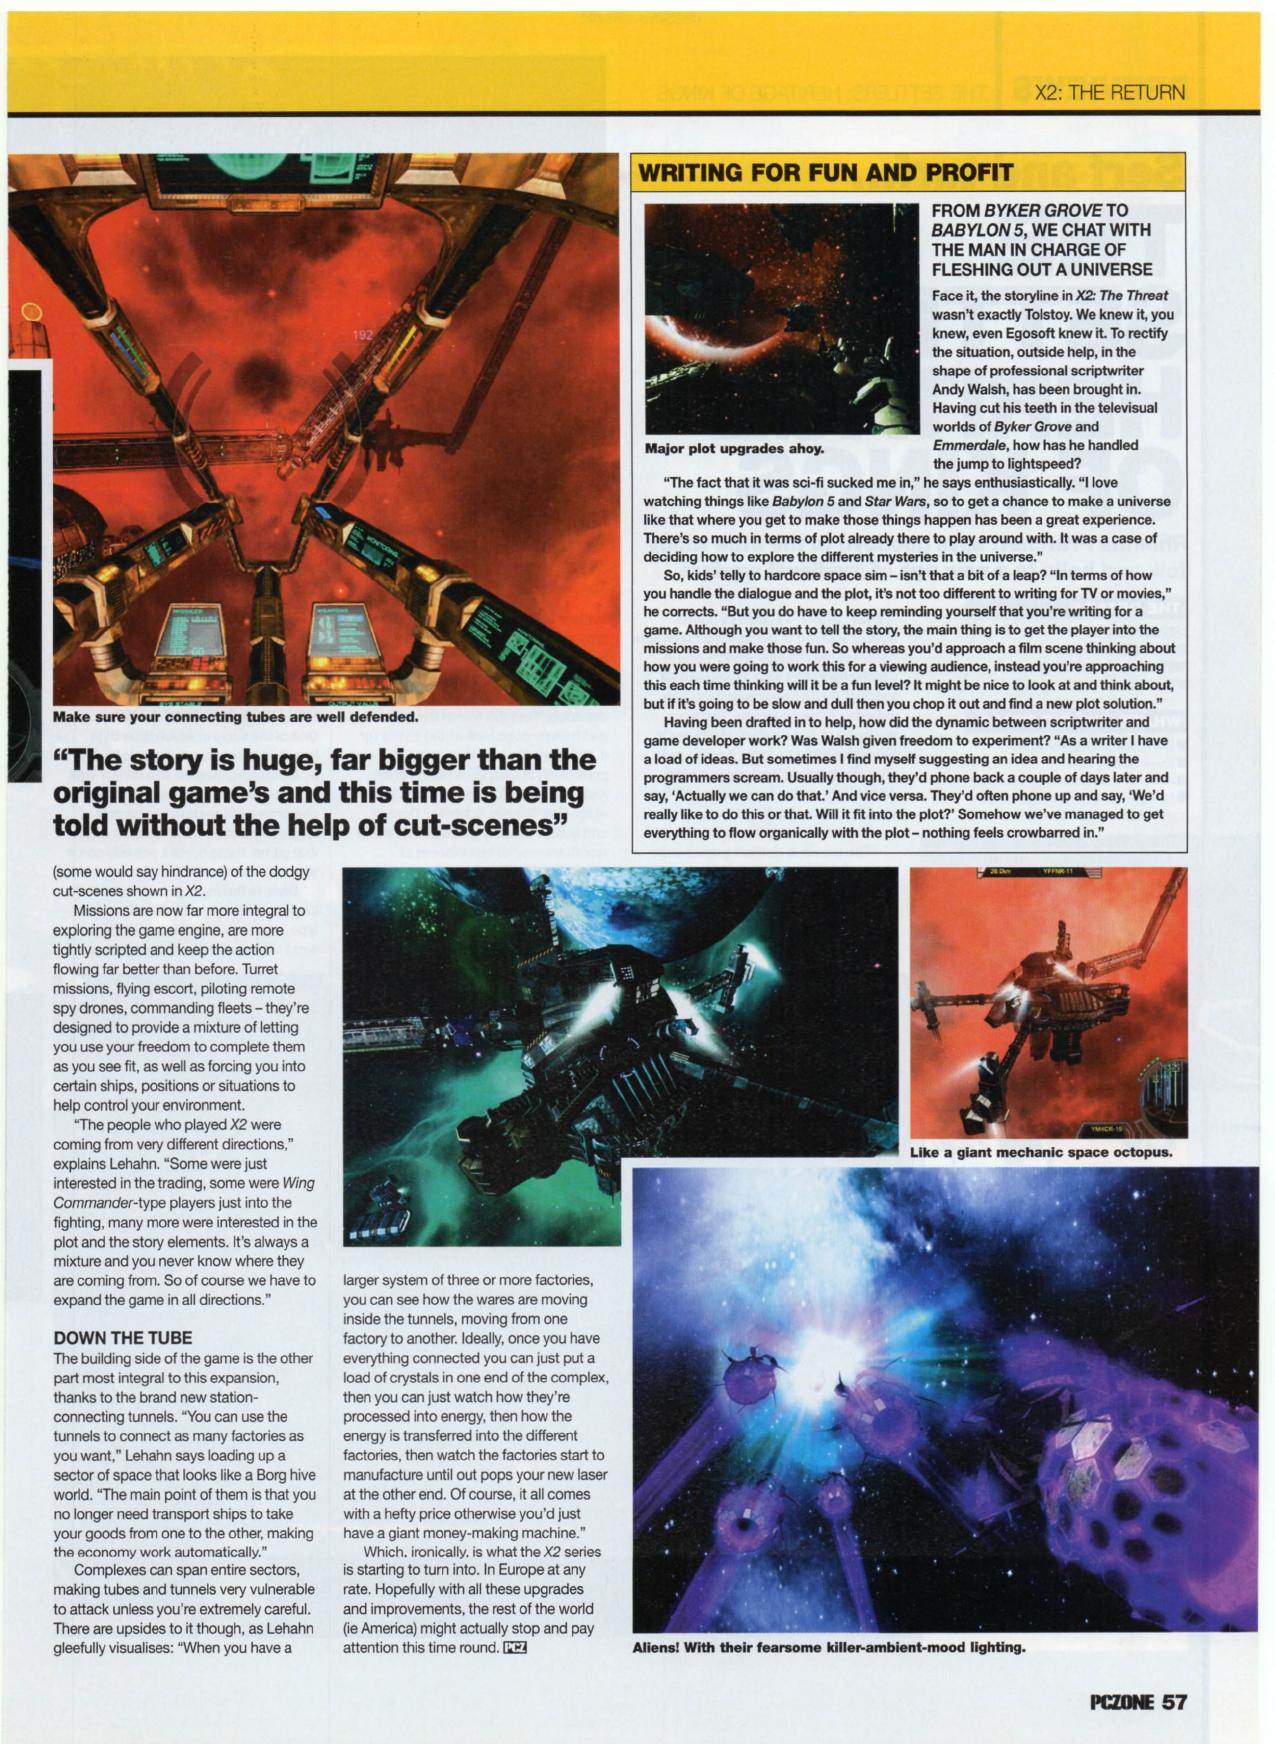 X2: THE RETURN
192
Make sure your connecting tubes are well defended.
"The story is huge, far bigger than the
original game's and this time is being
told without the help of cut-scenes"
WRITING FOR FUN AND PROFIT
Major plot upgrades ahoy.
FROM BYKER GROVE TO
BABYLON 5, WE CHAT WITH
THE MAN IN CHARGE OF
FLESHING OUT A UNIVERSE
Face it, the storyline in X2: The Threat
wasn't exactly Tolstoy. We knew it, you
knew, even Egosoft knew it. To rectify
the situation, outside help, in the
shape of professional scriptwriter
Andy Walsh, has been brought in.
Having cut his teeth in the televisual
worlds of Byker Grove and
Emmerdale, how has he handled
the jump to lightspeed?
"The fact that it was sci-fi sucked me in," he says enthusiastically. "I love
watching things like Babylon 5 and Star Wars, so to get a chance to make a universe
like that where you get to make those things happen has been a great experience.
There's so much in terms of plot already there to play around with. It was a case of
deciding how to explore the different mysteries in the universe."
So, kids' telly to hardcore space sim – isn't that a bit of a leap? "In terms of how
you handle the dialogue and the plot, it's not too different to writing for TV or movies,"
he corrects. "But you do have to keep reminding yourself that you're writing for a
game. Although you want to tell the story, the main thing is to get the player into the
missions and make those fun. So whereas you'd approach a film scene thinking about
how you were going to work this for a viewing audience, instead you're approaching
this each time thinking will it be a fun level? It might be nice to look at and think about,
but if it's going to be slow and dull then you chop it out and find a new plot solution."
Having been drafted in to help, how did the dynamic between scriptwriter and
game developer work? Was Walsh given freedom to experiment? "As a writer I have
a load of ideas. But sometimes I find myself suggesting an idea and hearing the
programmers scream. Usually though, they'd phone back a couple of days later and
say, 'Actually we can do that.' And vice versa. They'd often phone up and say, 'We'd
really like to do this or that. Will it fit into the plot?' Somehow we've managed to get
everything to flow organically with the plot – nothing feels crowbarred in."
(some would say hindrance) of the dodgy
cut-scenes shown in X2.
Missions are now far more integral to
exploring the game engine, are more
tightly scripted and keep the action
flowing far better than before. Turret
missions, flying escort, piloting remote
spy drones, commanding fleets – they're
designed to provide a mixture of letting
you use your freedom to complete them
as you see fit, as well as forcing you into
certain ships, positions or situations to
help control your environment.
"The people who played X2 were
coming from very different directions,"
explains Lehahn. "Some were just
interested in the trading, some were Wing
Commander-type players just into the
fighting, many more were interested in the
plot and the story elements. It's always a
mixture and you never know where they
are coming from. So of course we have to
expand the game in all directions."
DOWN THE TUBE
The building side of the game is the other
part most integral to this expansion,
thanks to the brand new station-
connecting tunnels. "You can use the
tunnels to connect as many factories as
you want," Lehahn says loading up a
sector of space that looks like a Borg hive
world. "The main point of them is that you
no longer need transport ships to take
your goods from one to the other, making
the economy work automatically."
Complexes can span entire sectors,
making tubes and tunnels very vulnerable
to attack unless you're extremely careful.
There are upsides to it though, as Lehahn
gleefully visualises: "When you have a
larger system of three or more factories,
you can see how the wares are moving
inside the tunnels, moving from one
factory to another. Ideally, once you have
everything connected you can just put a
load of crystals in one end of the complex,
then you can just watch how they're
processed into energy, then how the
energy is transferred into the different
factories, then watch the factories start to
manufacture until out pops your new laser
at the other end. Of course, it all comes
with a hefty price otherwise you'd just
have a giant money-making machine."
Which, ironically, is what the X2 series
is starting to turn into. In Europe at any
rate. Hopefully with all these upgrades
and improvements, the rest of the world
(ie America) might actually stop and pay
attention this time round. PCZ
YFFNR-11
YM4CR-15
Like a giant mechanic space octopus.
Aliens! With their fearsome killer-ambient-mood lighting.
PCZONE 57